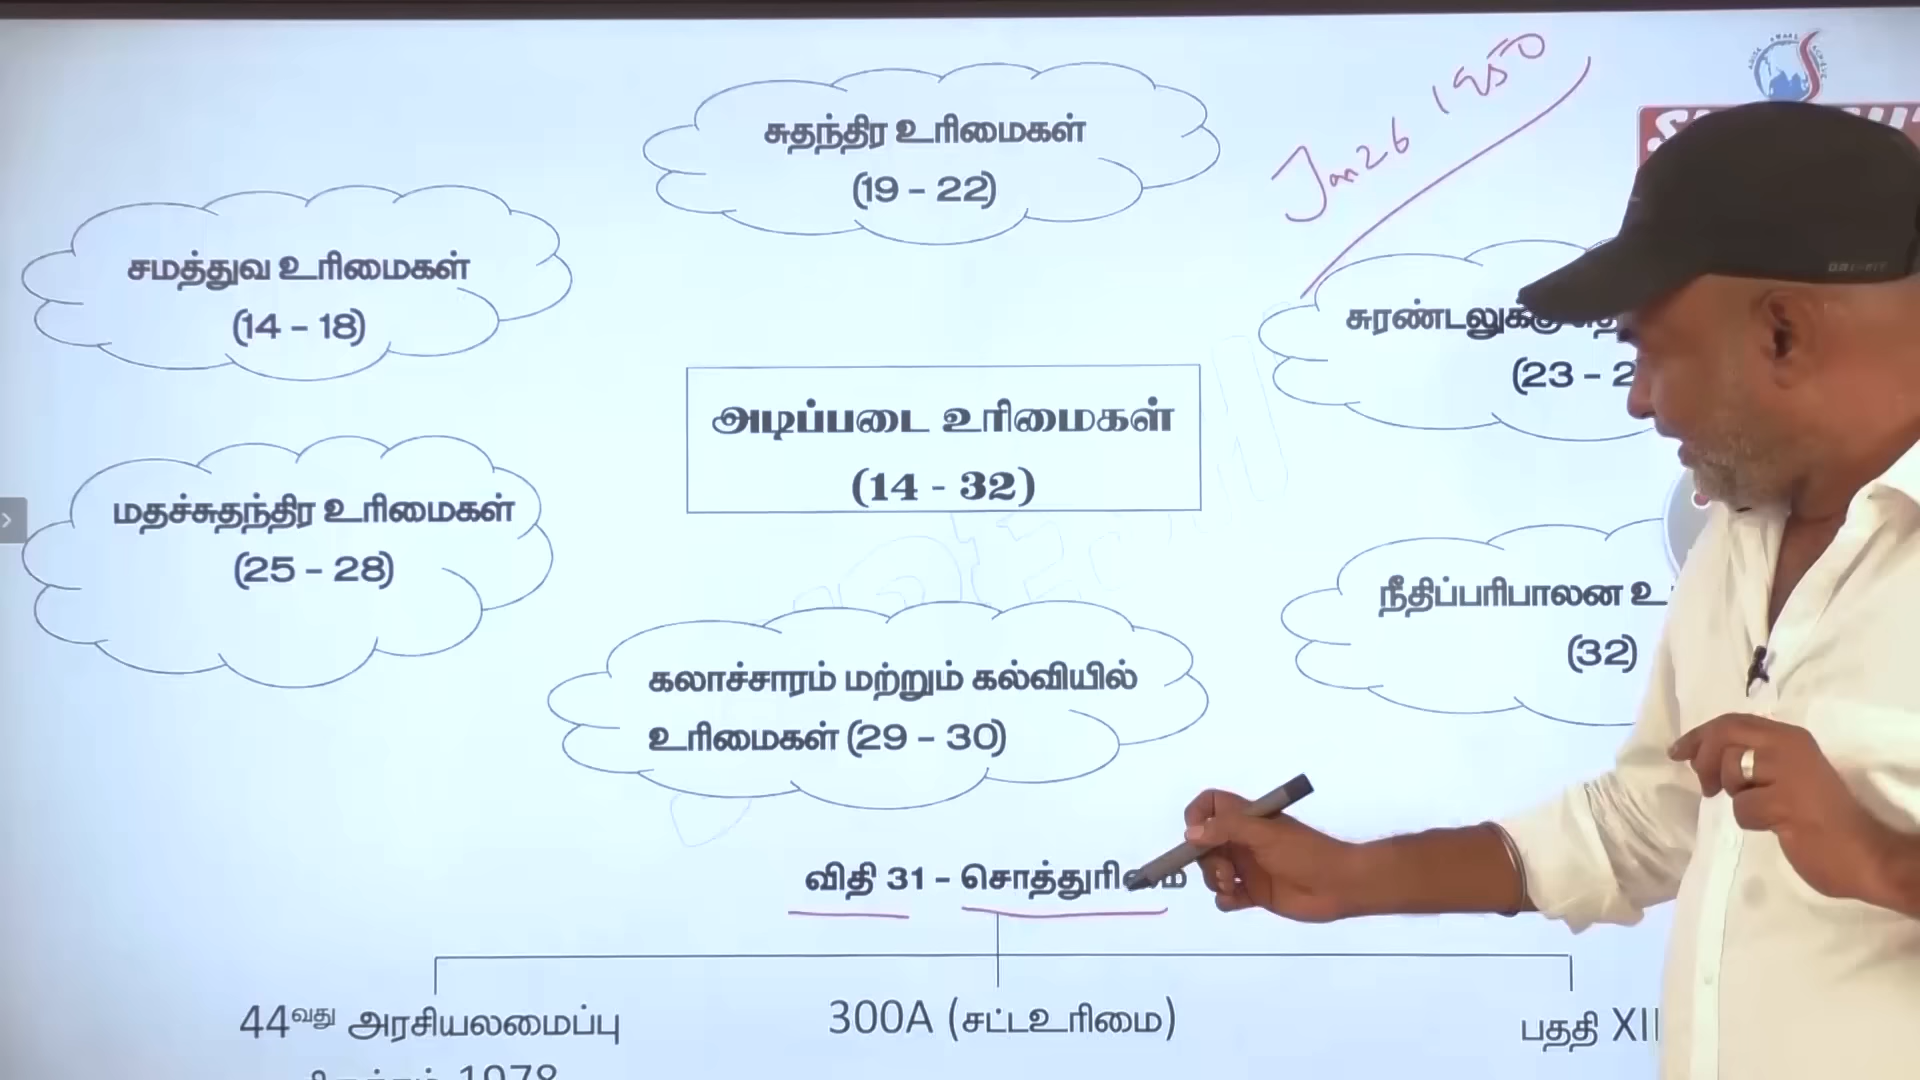 சுதந்திர உரிமைகள்
(19 – 22)
Jan 26 1950
சமத்துவ உரிமைகள்
(14 – 18)
சுரண்டலுக்கு
(23 –
அடிப்படை உரிமைகள்
(14 - 32)
மதச்சுதந்திர உரிமைகள்
(25 – 28)
நீதிப்பரிபாலன
(32)
கலாச்சாரம் மற்றும் கல்வியில்
உரிமைகள் (29 – 30)
விதி 31 – சொத்துரிமை
44வது அரசியலமைப்பு
300A (சட்டஉரிமை)
பகுதி XII
1978